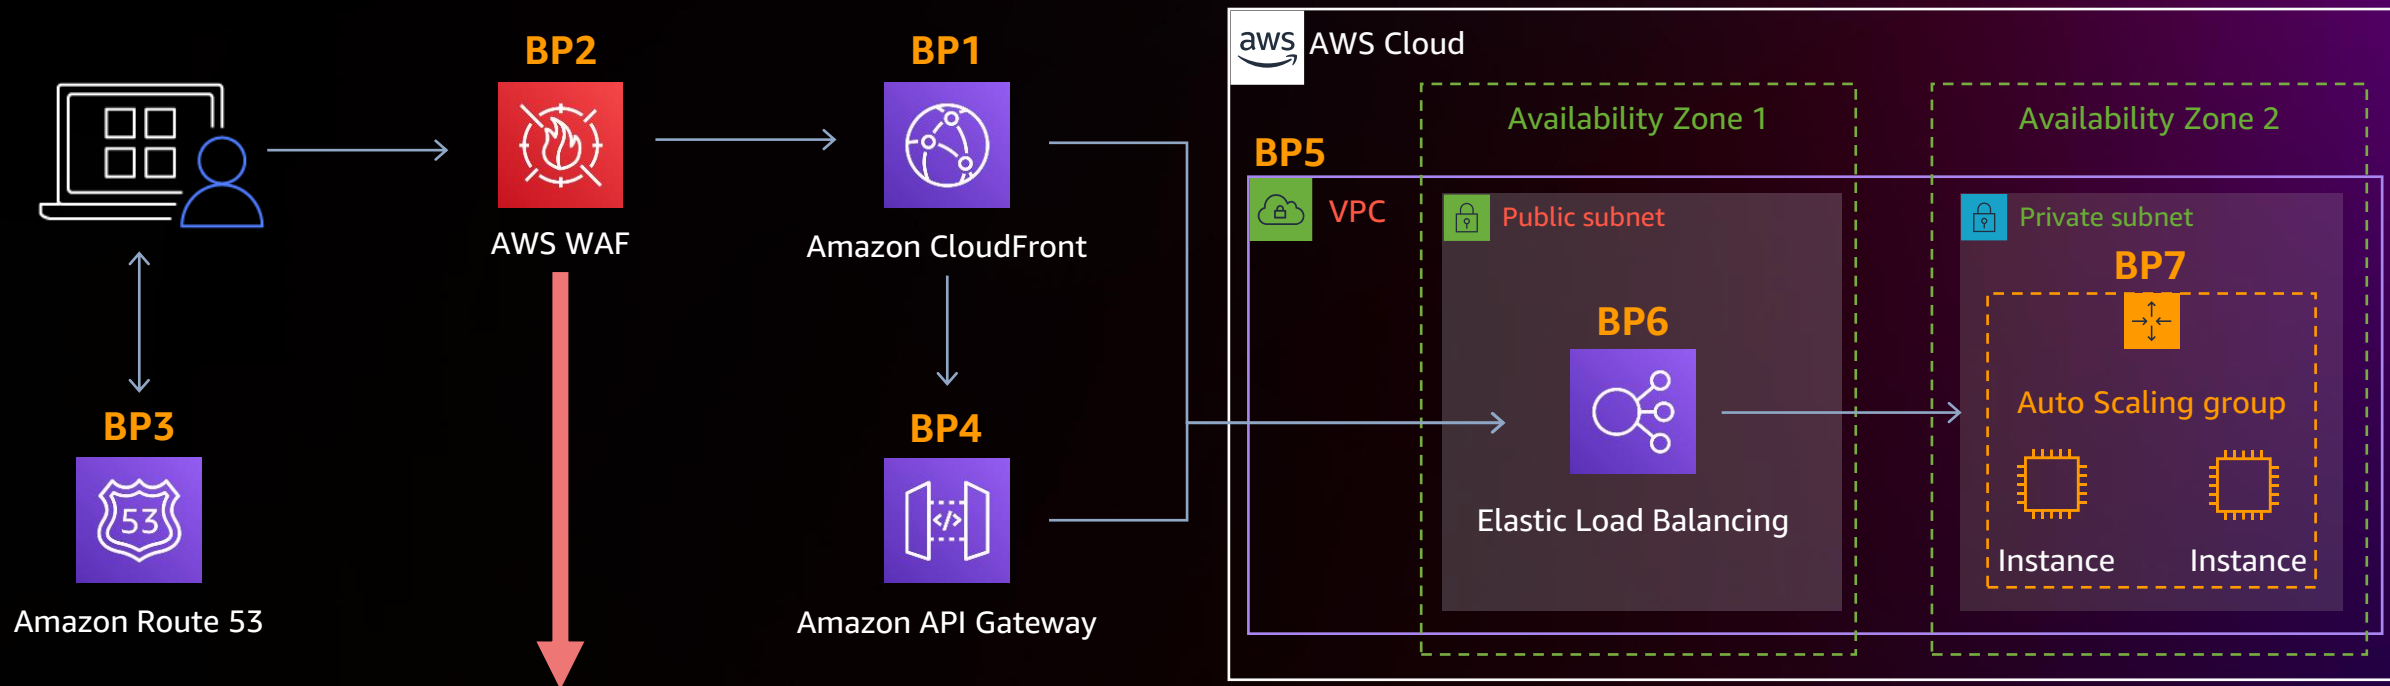 BP2
AWS WAF
BP1
Amazon CloudFront
BP3
53
Amazon Route 53
BP4
</>
Amazon API Gateway
aws
AWS Cloud
Availability Zone 1
Availability Zone 2
BP5
VPC
Public subnet
BP6
Elastic Load Balancing
Private subnet
BP7
Auto Scaling group
Instance
Instance